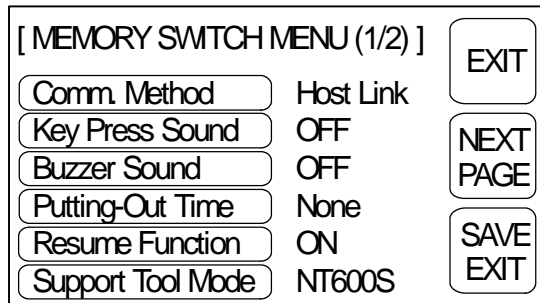 [ MEMORY SWITCH MENU (1/2) ]
EXIT
Comm. Method Host Link
Key Press Sound OFF
NEXT
PAGE
Buzzer Sound OFF
Putting-Out Time None
Resume Function ON
SAVE
EXIT
Support Tool Mode NT600S